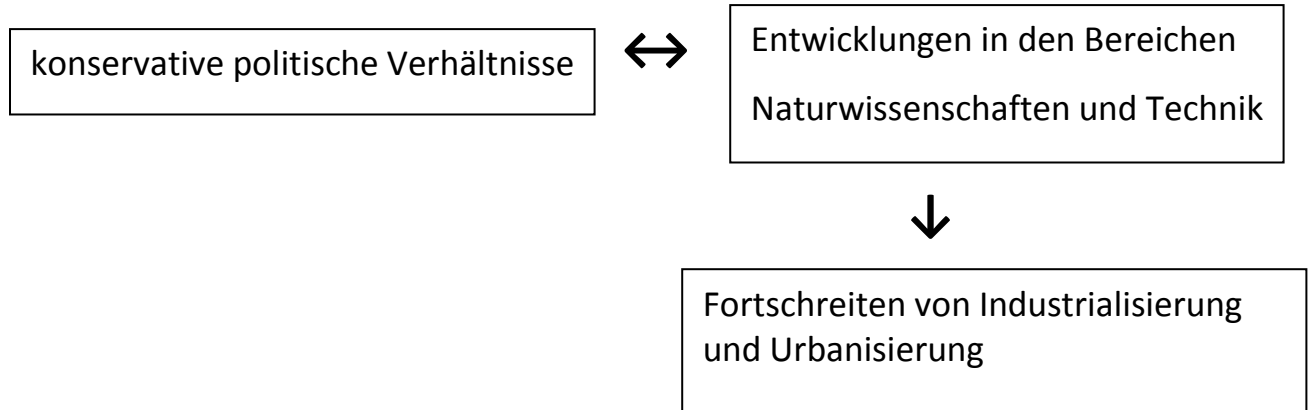 konservative politische Verhältnisse
↔
Entwicklungen in den Bereichen
Naturwissenschaften und Technik
↓
Fortschreiten von Industrialisierung
und Urbanisierung